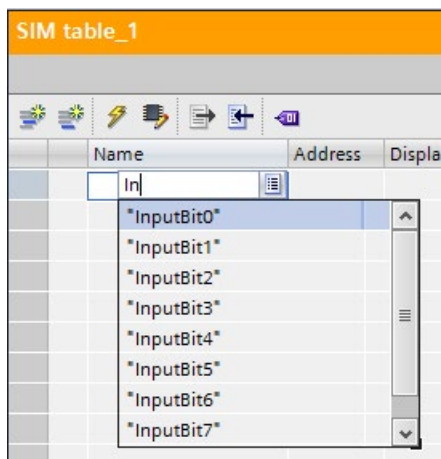 SIM table_1
Name Address Displa
In
"InputBit0"
"InputBit1"
"InputBit2"
"InputBit3"
"InputBit4"
"InputBit5"
"InputBit6"
"InputBit7"